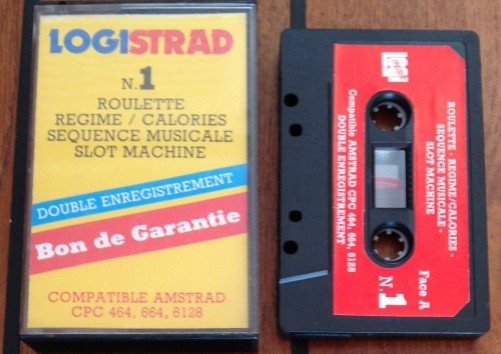 LOGISTRAD
N.1
ROULETTE
REGIME / CALORIES
SEQUENCE MUSICALE
SLOT MACHINE
DOUBLE ENREGISTREMENT
Bon de Garantie
COMPATIBLE AMSTRAD
CPC 464, 664, 6128
ROULETTE - REGIME/CALORIES -
SEQUENCE MUSICALE -
SLOT MACHINE
Face A
N.1
Compatible AMSTRAD CPC 464, 664, 6128
DOUBLE ENREGISTREMENT